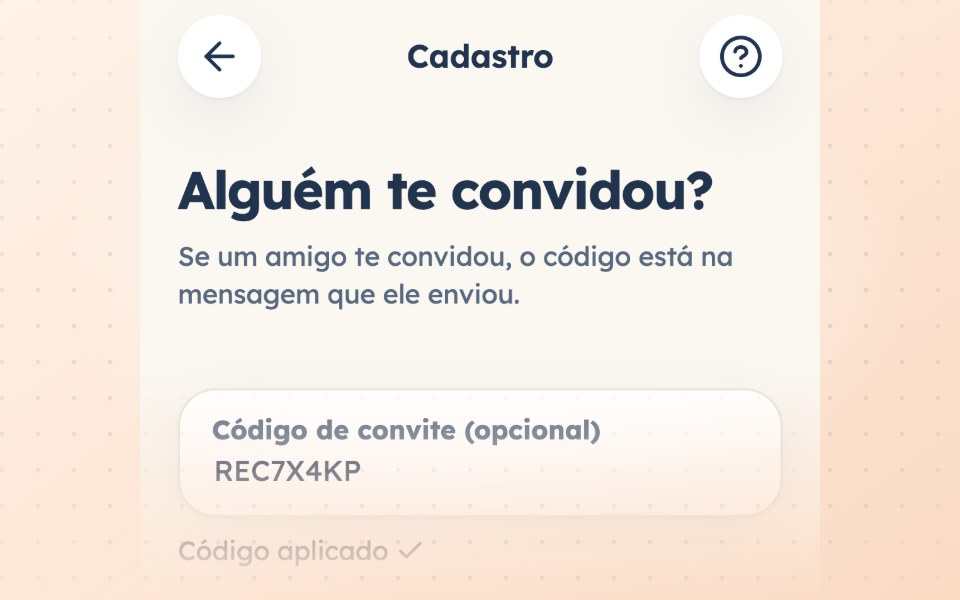 Cadastro
Alguém te convidou?
Se um amigo te convidou, o código está na
mensagem que ele enviou.
Código de convite (opcional)
REC7X4KP
Código aplicado ✓